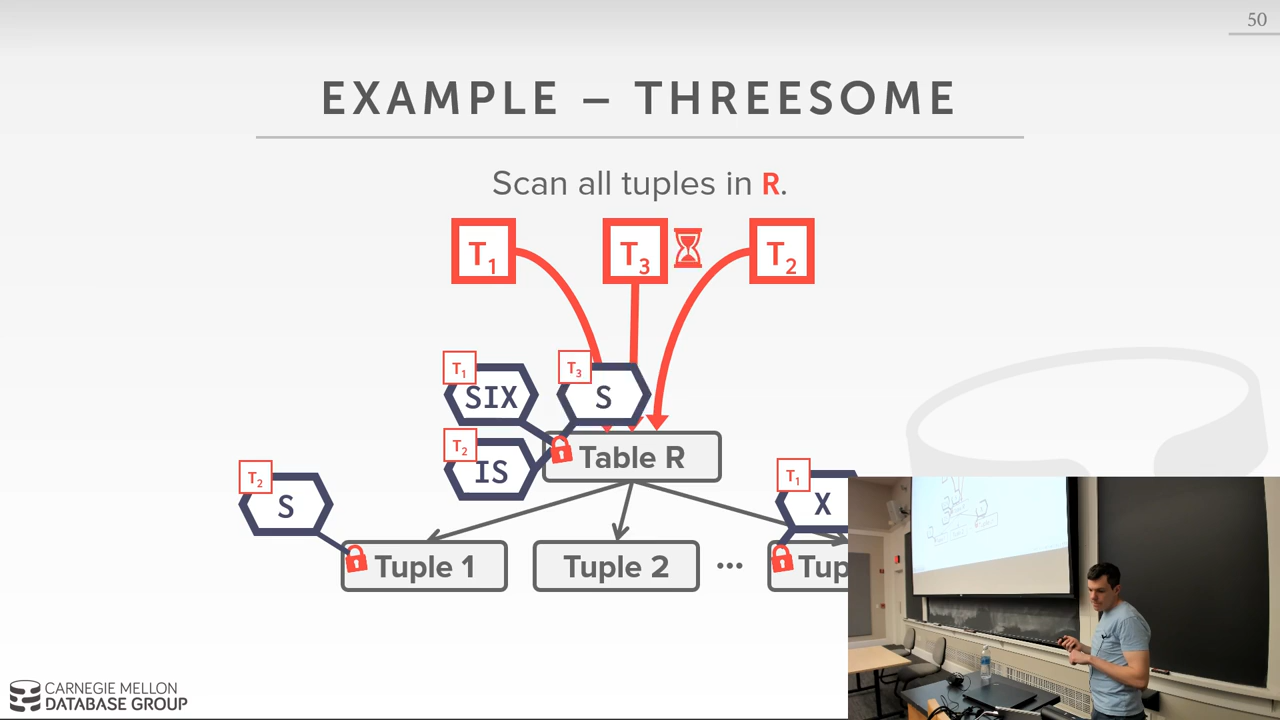 50
EXAMPLE – THREESOME
Scan all tuples in R.
T1 T3 T2
T1 SIX T3 S
T2 IS Table R
T2 S T1 X
Tuple 1 Tuple 2 ... Tup
CARNEGIE MELLON
DATABASE GROUP